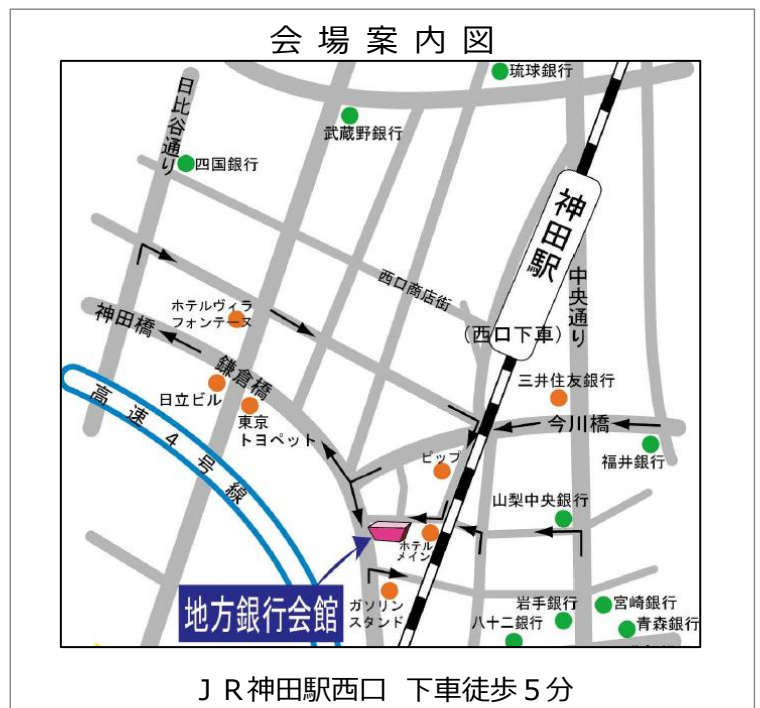 会場案内図
琉球銀行
日比谷通り
武蔵野銀行
四国銀行
神田駅
中央通り
西口商店街
ホテルヴィラ
フォンテーヌ
神田橋
(西口下車)
鎌倉橋
三井住友銀行
日立ビル
東京
トヨペット
今川橋
高速4号線
ピップ
福井銀行
山梨中央銀行
ホテル
メイン
地方銀行会館
ガソリン
スタンド
岩手銀行
宮崎銀行
八十二銀行
青森銀行
JR神田駅西口 下車徒歩5分